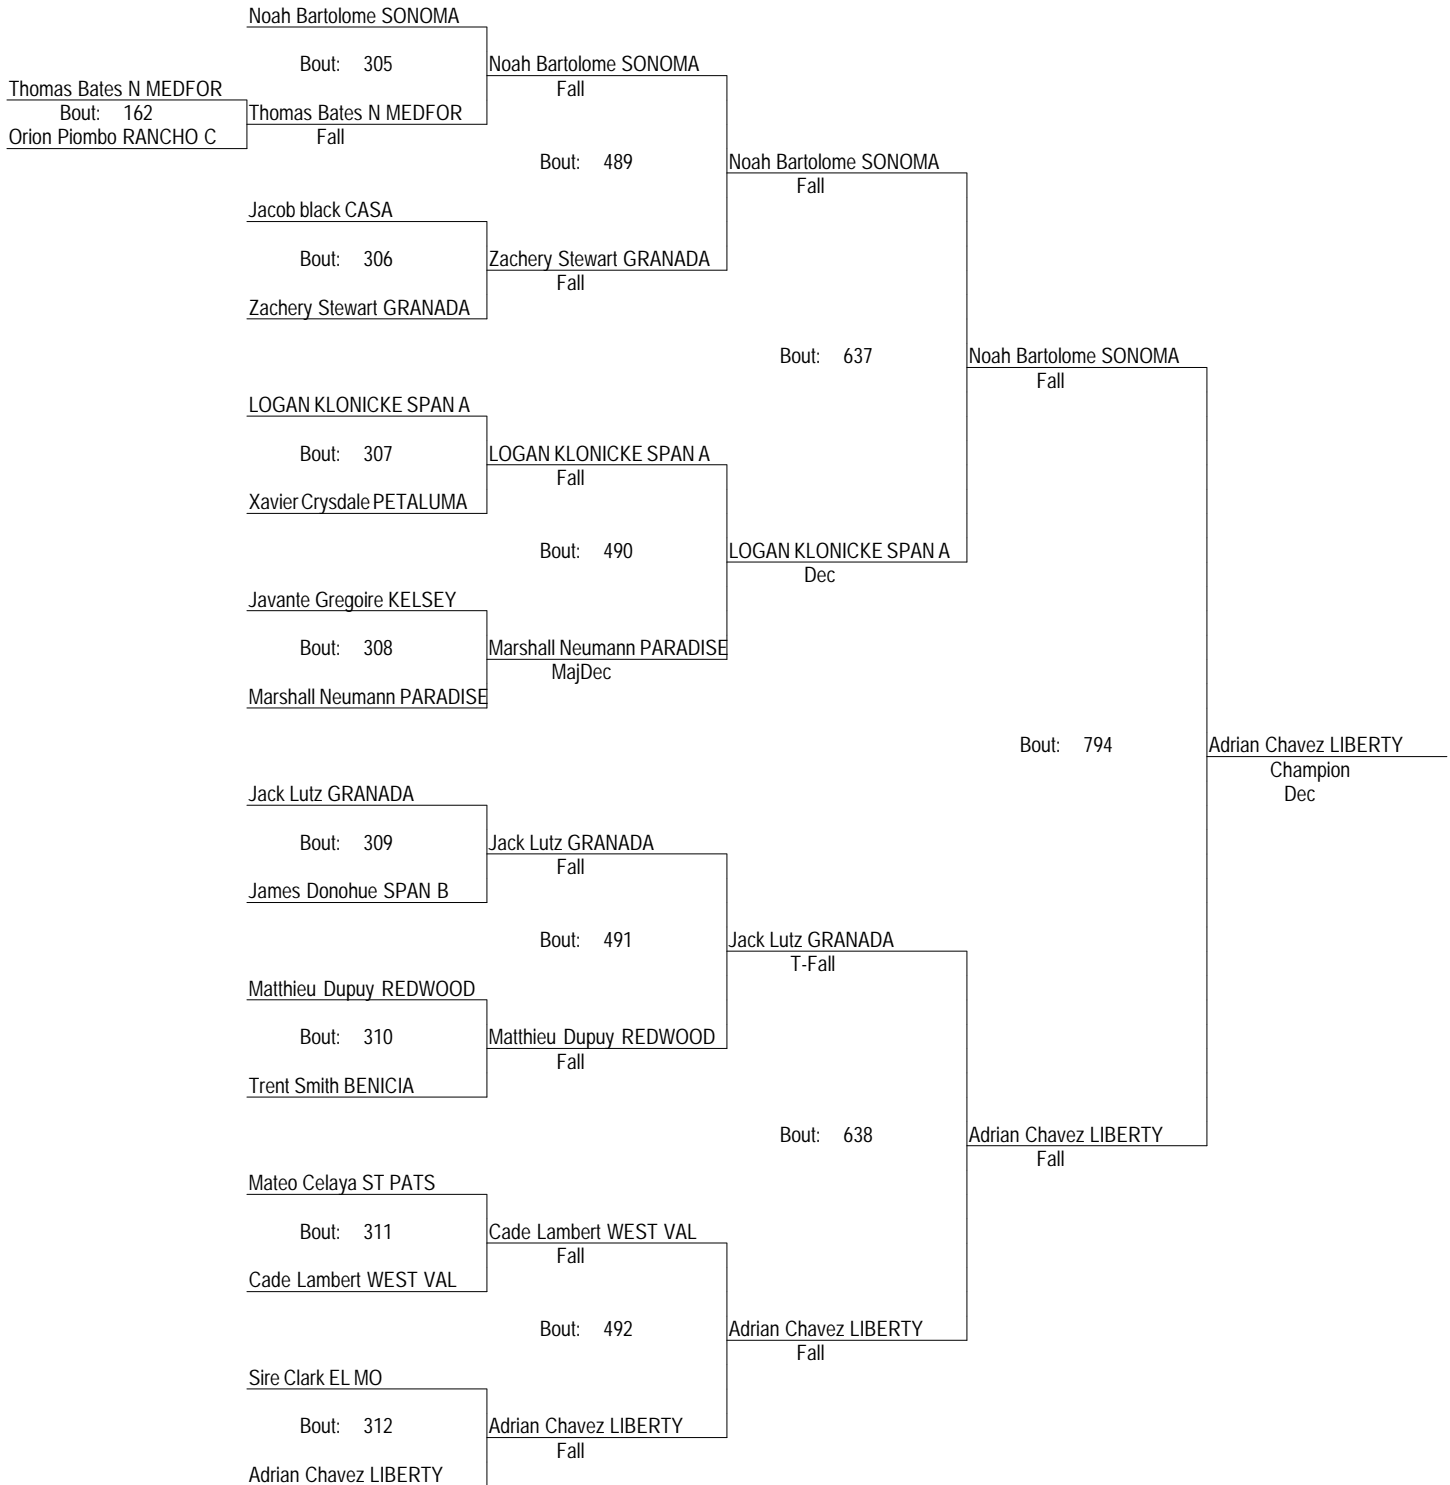 Noah Bartolome SONOMA
Bout: 305
Noah Bartolome SONOMA
Fall
Thomas Bates N MEDFOR
Bout: 162
Orion Piombo RANCHO C
Thomas Bates N MEDFOR
Fall
Bout: 489
Noah Bartolome SONOMA
Fall
Jacob black CASA
Bout: 306
Zachery Stewart GRANADA
Fall
Zachery Stewart GRANADA
Bout: 637
Noah Bartolome SONOMA
Fall
LOGAN KLONICKE SPAN A
Bout: 307
LOGAN KLONICKE SPAN A
Fall
Xavier Crysdale PETALUMA
Bout: 490
LOGAN KLONICKE SPAN A
Dec
Javante Gregoire KELSEY
Bout: 308
Marshall Neumann PARADISE
MajDec
Marshall Neumann PARADISE
Bout: 794
Adrian Chavez LIBERTY
Champion
Dec
Jack Lutz GRANADA
Bout: 309
Jack Lutz GRANADA
Fall
James Donohue SPAN B
Bout: 491
Jack Lutz GRANADA
T-Fall
Matthieu Dupuy REDWOOD
Bout: 310
Matthieu Dupuy REDWOOD
Fall
Trent Smith BENICIA
Bout: 638
Adrian Chavez LIBERTY
Fall
Mateo Celaya ST PATS
Bout: 311
Cade Lambert WEST VAL
Fall
Cade Lambert WEST VAL
Bout: 492
Adrian Chavez LIBERTY
Fall
Sire Clark EL MO
Bout: 312
Adrian Chavez LIBERTY
Fall
Adrian Chavez LIBERTY